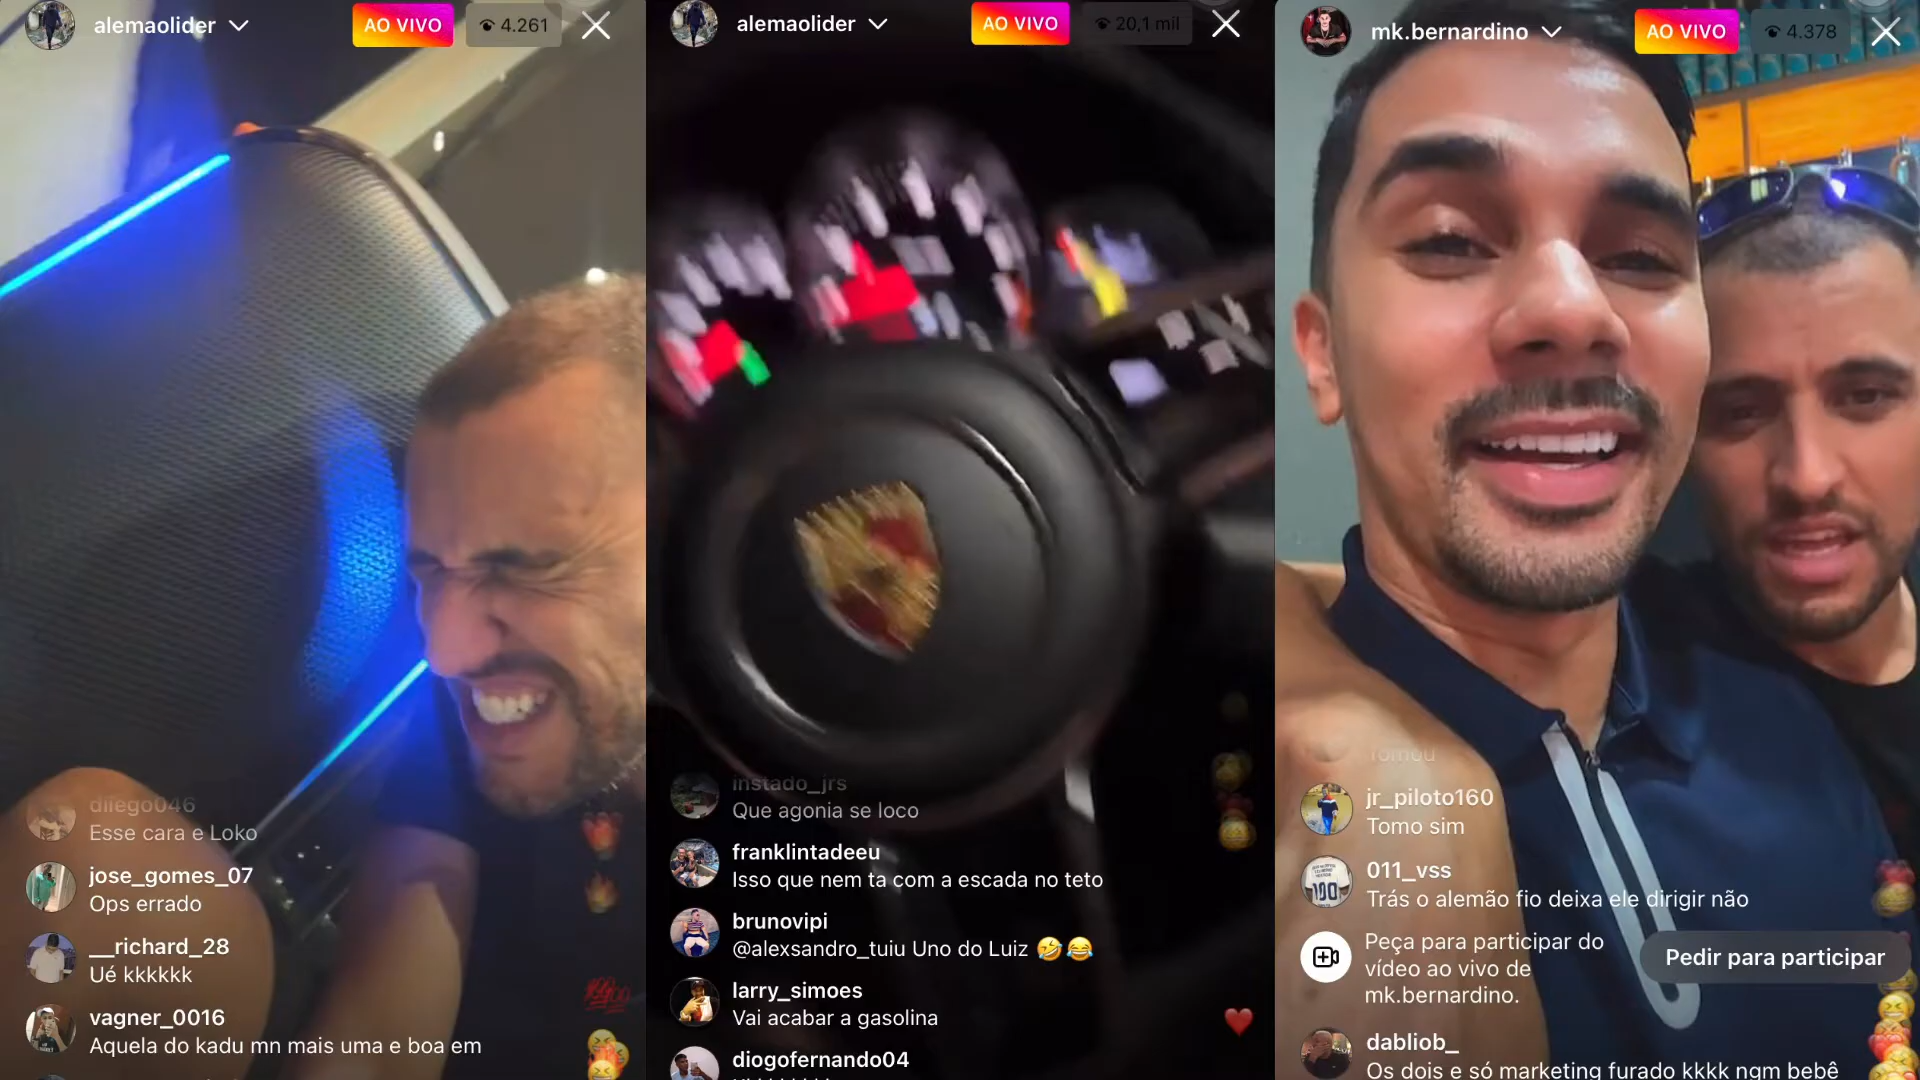 alemaolider
AO VIVO
4.261
diego046
Esse cara e Loko
jose_gomes_07
Ops errado
__richard_28
Ué kkkkkk
vagner_0016
Aquela do kadu mn mais uma e boa em
alemaolider
AO VIVO
20,1 mil
instado_jrs
Que agonia se loco
franklintadeeu
Isso que nem ta com a escada no teto
brunovipi
@alexsandro_tuiu Uno do Luiz 🤣😂
larry_simoes
Vai acabar a gasolina
diogofernando04
mk.bernardino
AO VIVO
4.378
Tomou
jr_piloto160
Tomo sim
011_vss
Trás o alemão fio deixa ele dirigir não
Peça para participar do
vídeo ao vivo de
mk.bernardino.
Pedir para participar
dabliob_
Os dois e só marketing furado kkkk ngm bebê